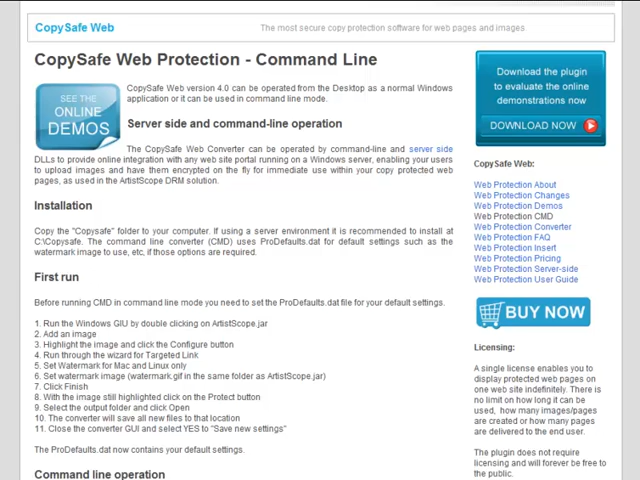 CopySafe Web
The most secure copy protection software for web pages and images
CopySafe Web Protection - Command Line
SEE THE
ONLINE
DEMOS
CopySafe Web version 4.0 can be operated from the Desktop as a normal Windows
application or it can be used in command line mode.
Server side and command-line operation
The CopySafe Web Converter can be operated by command-line and server side
DLLs to provide online integration with any web site portal running on a Windows server, enabling your users
to upload images and have them encrypted on the fly for immediate use within your copy protected web
pages, as used in the ArtistScope DRM solution.
Installation
Copy the "Copysafe" folder to your computer. If using a server environment it is recommended to install at
C:\Copysafe. The command line converter (CMD) uses ProDefaults.dat for default settings such as the
watermark image to use, etc, if those options are required.
First run
Before running CMD in command line mode you need to set the ProDefaults.dat file for your default settings.
1. Run the Windows GIU by double clicking on ArtistScope.jar
2. Add an image
3. Highlight the image and click the Configure button
4. Run through the wizard for Targeted Link
5. Set Watermark for Mac and Linux only
6. Set watermark image (watermark.gif in the same folder as ArtistScope.jar)
7. Click Finish
8. With the image still highlighted click on the Protect button
9. Select the output folder and click Open
10. The converter will save all new files to that location
11. Close the converter GUI and select YES to "Save new settings"
The ProDefaults.dat now contains your default settings.
Command line operation
Download the plugin
to evaluate the online
demonstrations now
DOWNLOAD NOW
CopySafe Web:
Web Protection About
Web Protection Changes
Web Protection Demos
Web Protection CMD
Web Protection Converter
Web Protection FAQ
Web Protection Insert
Web Protection Pricing
Web Protection Server-side
Web Protection User Guide
BUY NOW
Licensing:
A single license enables you to
display protected web pages on
one web site indefinitely. There is
no limit on how long it can be
used, how many images/pages
are created or how many pages
are delivered to the end user.
The plugin does not require
licensing and will forever be free to
the public.